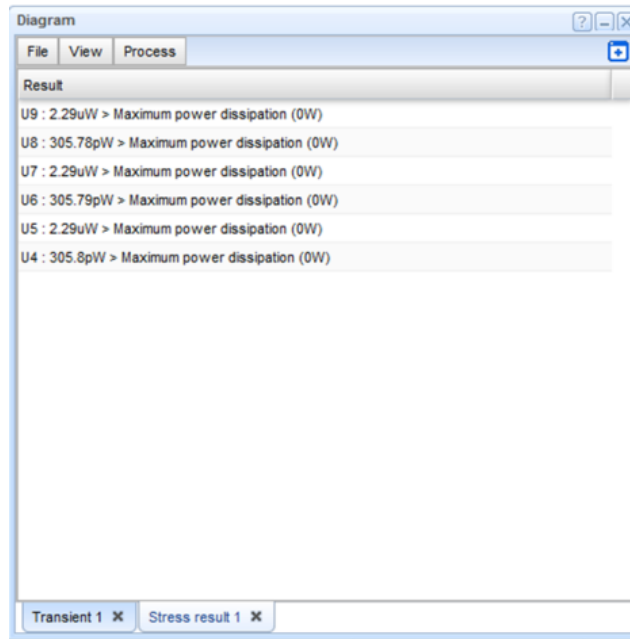 Diagram
File View Process
Result
U9 : 2.29uW > Maximum power dissipation (0W)
U8 : 305.78pW > Maximum power dissipation (0W)
U7 : 2.29uW > Maximum power dissipation (0W)
U6 : 305.79pW > Maximum power dissipation (0W)
U5 : 2.29uW > Maximum power dissipation (0W)
U4 : 305.8pW > Maximum power dissipation (0W)
Transient 1 Stress result 1